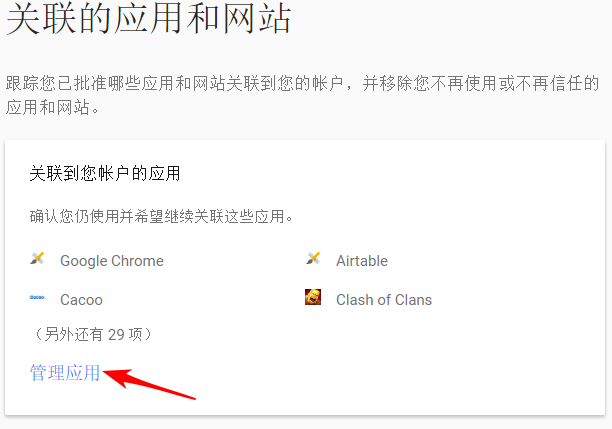 关联的应用和网站
跟踪您已批准哪些应用和网站关联到您的帐户，并移除您不再使用或不再信任的
应用和网站。
关联到您帐户的应用
确认您仍使用并希望继续关联这些应用。
Google Chrome
Airtable
Cacoo
Cacoo
Clash of Clans
（另外还有 29 项）
管理应用